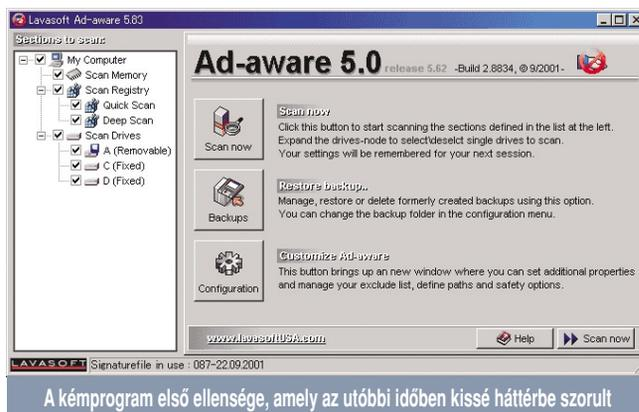 Lavasoft Ad-aware 5.83
Sections to scan:
My Computer
Scan Memory
Scan Registry
Quick Scan
Deep Scan
Scan Drives
A (Removable)
C (Fixed)
D (Fixed)
Ad-aware 5.0 release 5.62 -Build 2.8834, © 9/2001-
Scan now
Scan now
Click this button to start scanning the sections defined in the list at the left.
Expand the drives-node to select\deselct single drives to scan.
Your settings will be remembered for your next session.
Backups
Restore backup..
Manage, restore or delete formerly created backups using this option.
You can change the backup folder in the configuration menu.
Configuration
Customize Ad-aware
This button brings up an new window where you can set additional properties
and manage your exclude list, define paths and safety options.
www.lavasoftUSA.com
Help
Scan now
LAVASOFT Signaturefile in use : 087-22.09.2001
A kémprogram első ellensége, amely az utóbbi időben kissé háttérbe szorult